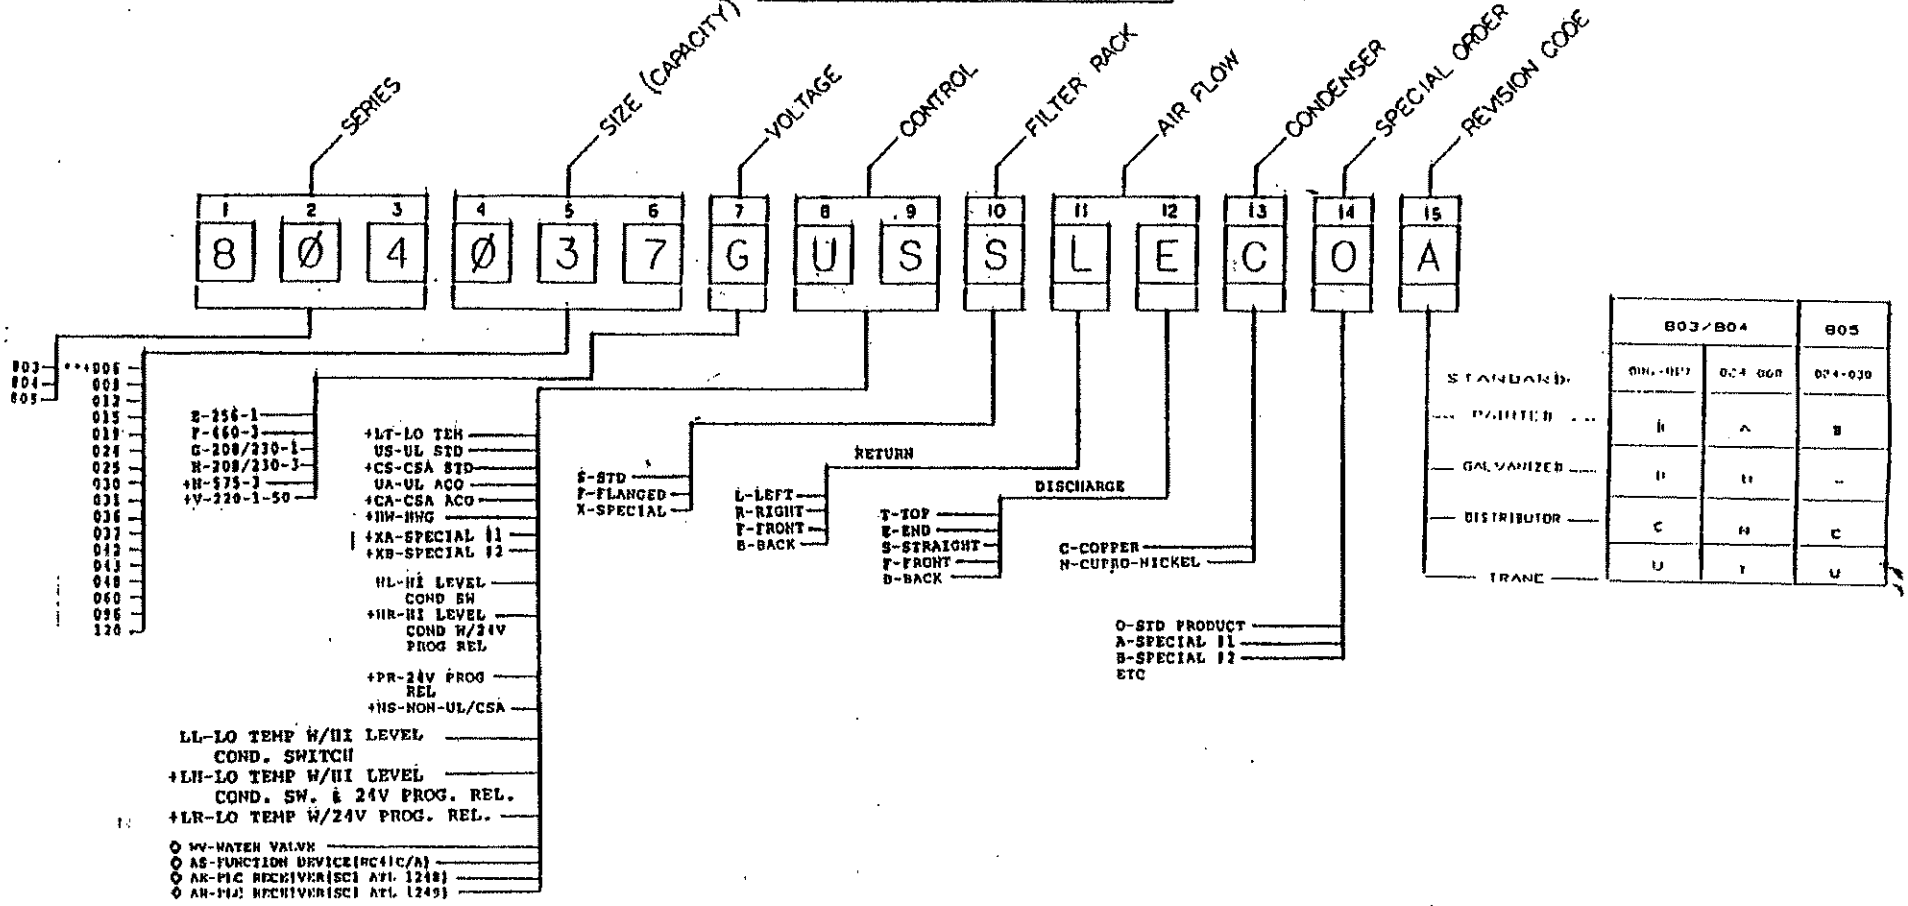 SERIES
SIZE (CAPACITY)
VOLTAGE
CONTROL
FILTER RACK
AIR FLOW
CONDENSER
SPECIAL ORDER
REVISION CODE
1 2 3 4 5 6 7 8 9 10 11 12 13 14 15
8 Ø 4 Ø 3 7 G U S S L E C O A
803
804
805
006
009
012
015
019
024
025
030
031
036
037
042
043
048
060
096
120
E-256-1
F-460-3
G-208/230-1
H-208/230-3
+N-575-3
+V-220-1-50
+LT-LO TEM
US-UL STD
+CS-CSA STD
UA-UL ACO
+CA-CSA ACO
+HW-HWG
+XA-SPECIAL #1
+XB-SPECIAL #2
HL-HI LEVEL
COND SW
+HR-HI LEVEL
COND W/24V
PROG REL
+PR-24V PROG
REL
+NS-NON-UL/CSA
LL-LO TEMP W/HI LEVEL
COND. SWITCH
+LH-LO TEMP W/HI LEVEL
COND. SW. & 24V PROG. REL.
+LR-LO TEMP W/24V PROG. REL.
WV-WATER VALVE
AS-FUNCTION DEVICE
S-STD
F-FLANGED
X-SPECIAL
RETURN
L-LEFT
R-RIGHT
F-FRONT
B-BACK
DISCHARGE
T-TOP
E-END
S-STRAIGHT
F-FRONT
B-BACK
C-COPPER
N-CUPRO-NICKEL
O-STD PRODUCT
A-SPECIAL #1
B-SPECIAL #2
ETC
803/804 805
STANDARD
024-060 024-030
PAINTED
A B
GALVANIZED
DISTRIBUTOR
C N C
TRANE
U T U